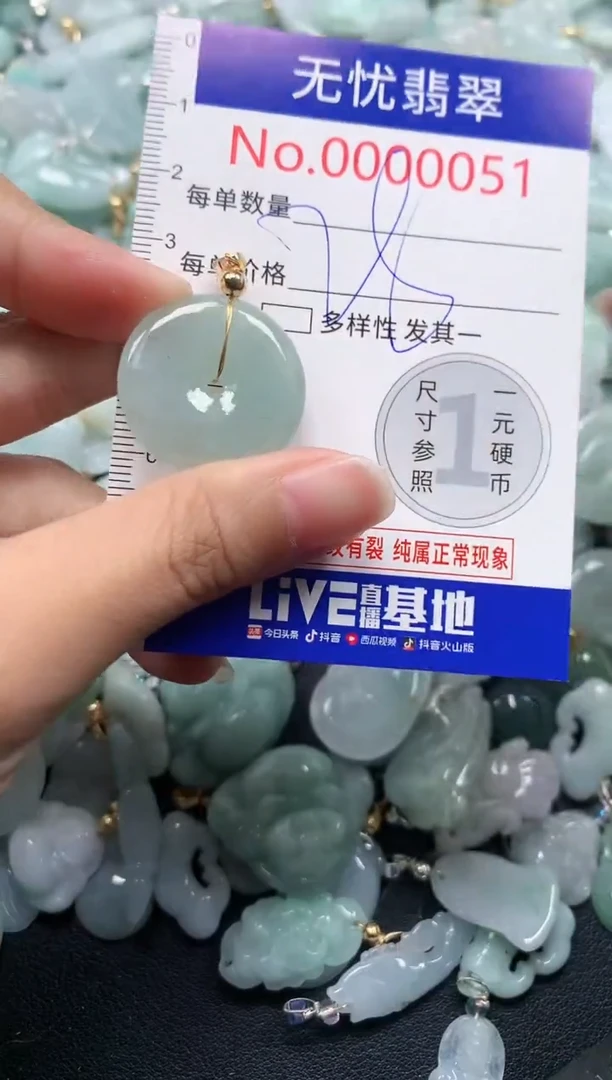 无忧翡翠
No.0000051
0
1
2
3
每单数量
每单价格
多样性 发其一
尺寸参照
1
一元硬币
有裂 纯属正常现象
LiVE直播基地
今日头条 抖音 西瓜视频 抖音火山版